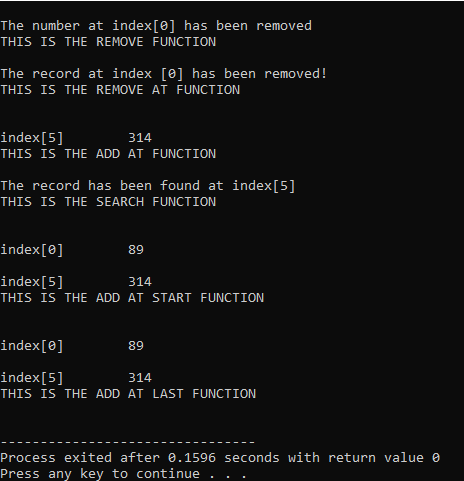 The number at index[0] has been removed
THIS IS THE REMOVE FUNCTION
The record at index [0] has been removed!
THIS IS THE REMOVE AT FUNCTION
index[5]        314
THIS IS THE ADD AT FUNCTION
The record has been found at index[5]
THIS IS THE SEARCH FUNCTION
index[0]        89
index[5]        314
THIS IS THE ADD AT START FUNCTION
index[0]        89
index[5]        314
THIS IS THE ADD AT LAST FUNCTION
--------------------------------
Process exited after 0.1596 seconds with return value 0
Press any key to continue . . .